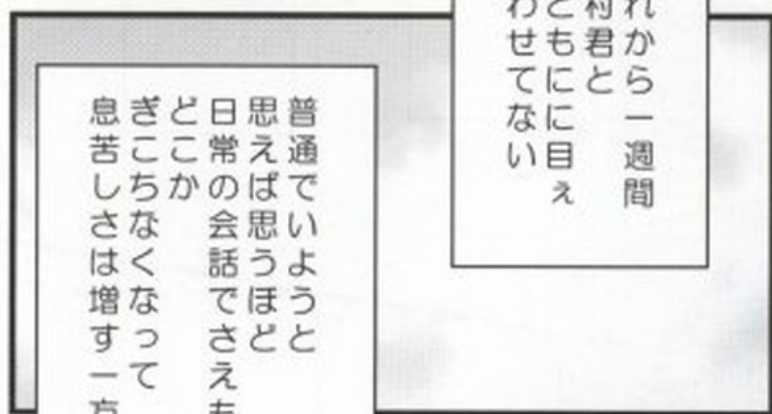 れから一週間
村君と
ともにに目ぇ
わせてない
普通でいようと
思えば思うほど
日常の会話でさえも
どこか
ぎこちなくなって
息苦しさは増す一方